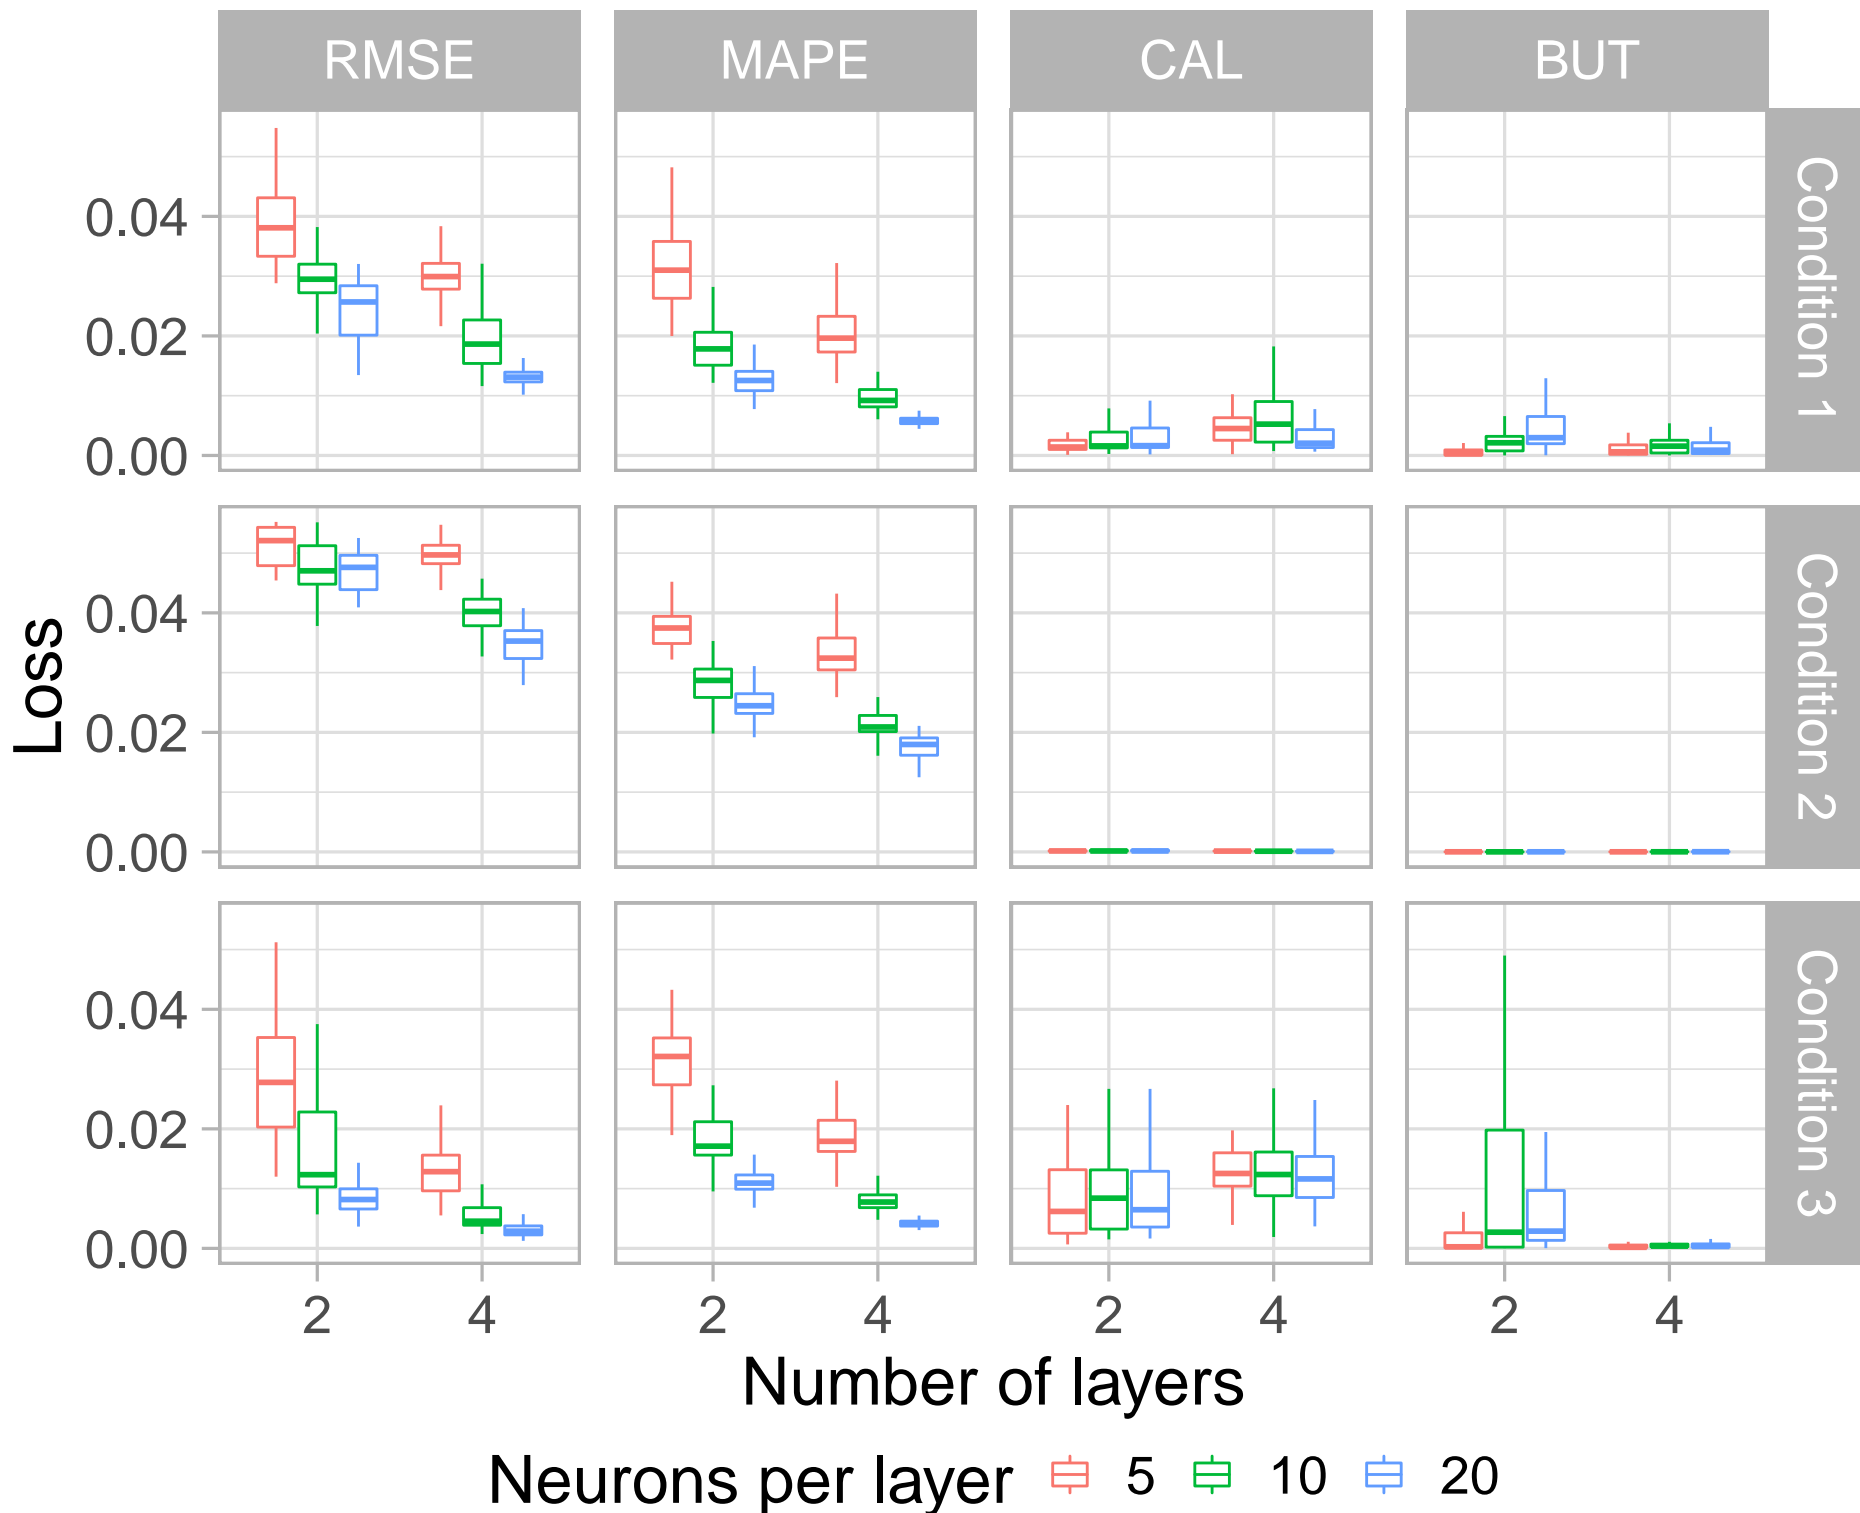 RMSE MAPE CAL BUT
Loss
0.04
0.02
0.00
Condition 1
0.04
0.02
0.00
Condition 2
0.04
0.02
0.00
Condition 3
2 4 2 4 2 4 2 4
Number of layers
Neurons per layer 5 10 20